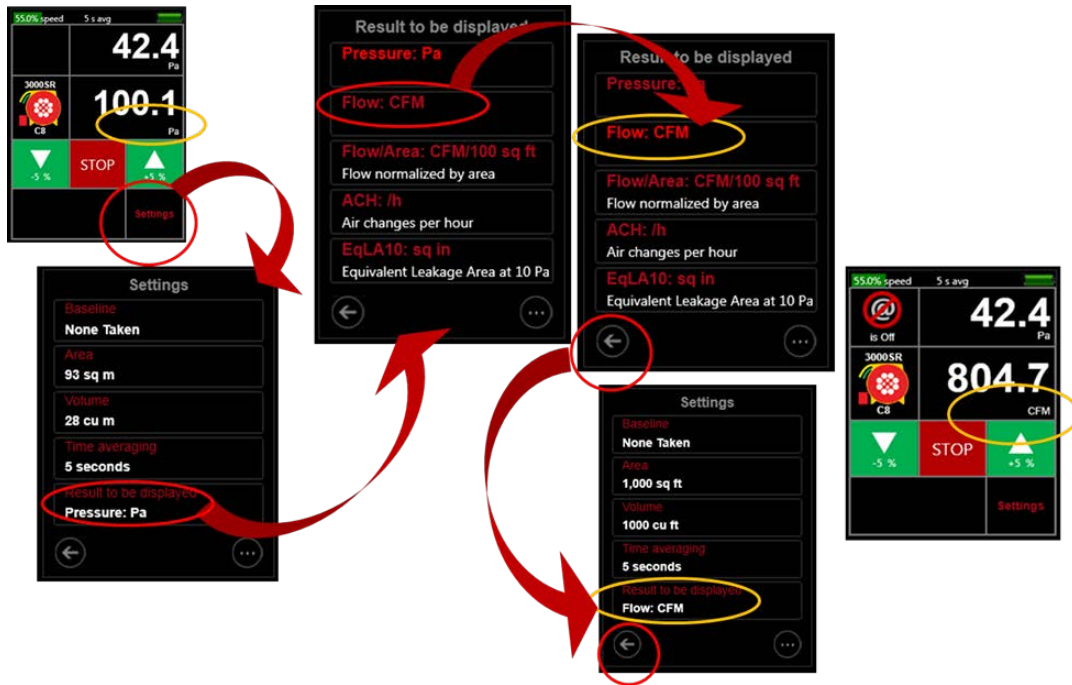 55.0% speed 5 s avg
42.4
Pa
3000SR
C8
100.1
Pa
-5 %
STOP
+5 %
Settings
Settings
Baseline
None Taken
Area
93 sq m
Volume
28 cu m
Time averaging
5 seconds
Result to be displayed
Pressure: Pa
Result to be displayed
Pressure: Pa
Flow: CFM
Flow/Area: CFM/100 sq ft
Flow normalized by area
ACH: /h
Air changes per hour
EqLA10: sq in
Equivalent Leakage Area at 10 Pa
Result to be displayed
Pressure:
Flow: CFM
Flow/Area: CFM/100 sq ft
Flow normalized by area
ACH: /h
Air changes per hour
EqLA10: sq in
Equivalent Leakage Area at 10 Pa
Settings
Baseline
None Taken
Area
1,000 sq ft
Volume
1000 cu ft
Time averaging
5 seconds
Result to be displayed
Flow: CFM
55.0% speed 5 s avg
@
is Off
42.4
Pa
3000SR
C8
804.7
CFM
-5 %
STOP
+5 %
Settings